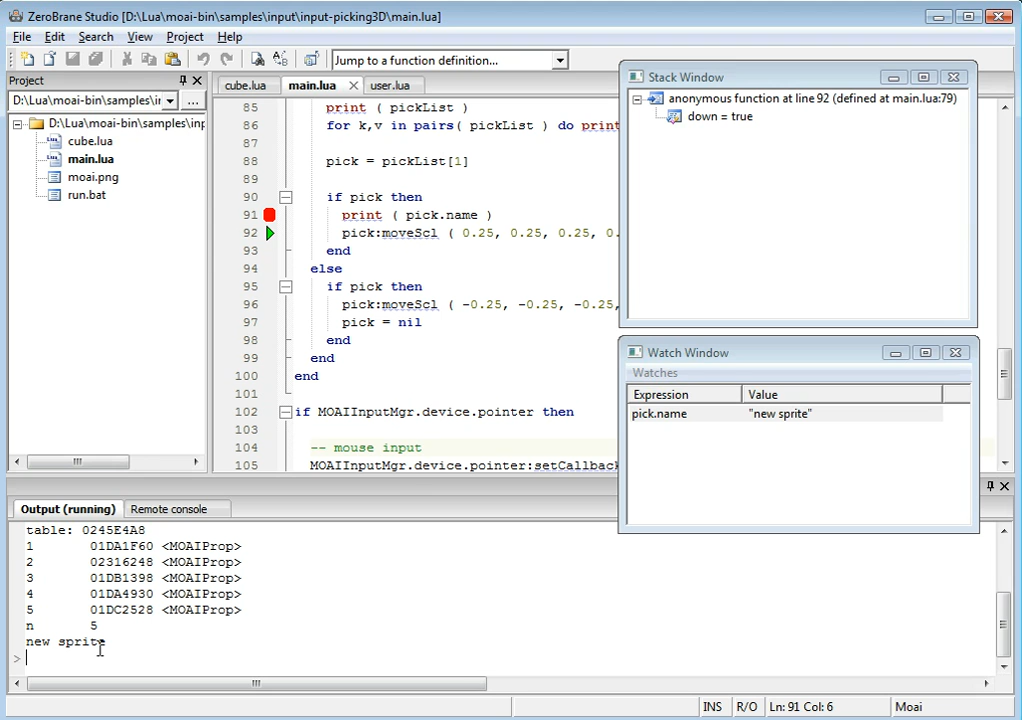 ZeroBrane Studio [D:\Lua\moai-bin\samples\input\input-picking3D\main.lua]
File Edit Search View Project Help
Jump to a function definition...
Project
D:\Lua\moai-bin\samples\ir ...
D:\Lua\moai-bin\samples\inp
cube.lua
main.lua
moai.png
run.bat
cube.lua main.lua user.lua
85 print ( pickList )
86 for k,v in pairs( pickList ) do print
87
88 pick = pickList[1]
89
90 if pick then
91 print ( pick.name )
92 pick:moveScl ( 0.25, 0.25, 0.25, 0.
93 end
94 else
95 if pick then
96 pick:moveScl ( -0.25, -0.25, -0.25,
97 pick = nil
98 end
99 end
100 end
101
102 if MOAIInputMgr.device.pointer then
103
104 -- mouse input
105 MOAIInputMgr.device.pointer:setCallback
Stack Window
anonymous function at line 92 (defined at main.lua:79)
down = true
Watch Window
Watches
Expression Value
pick.name "new sprite"
Output (running) Remote console
table: 0245E4A8
1 01DA1F60 <MOAIProp>
2 02316248 <MOAIProp>
3 01DB1398 <MOAIProp>
4 01DA4930 <MOAIProp>
5 01DC2528 <MOAIProp>
n 5
new sprite
>
INS R/O Ln: 91 Col: 6 Moai